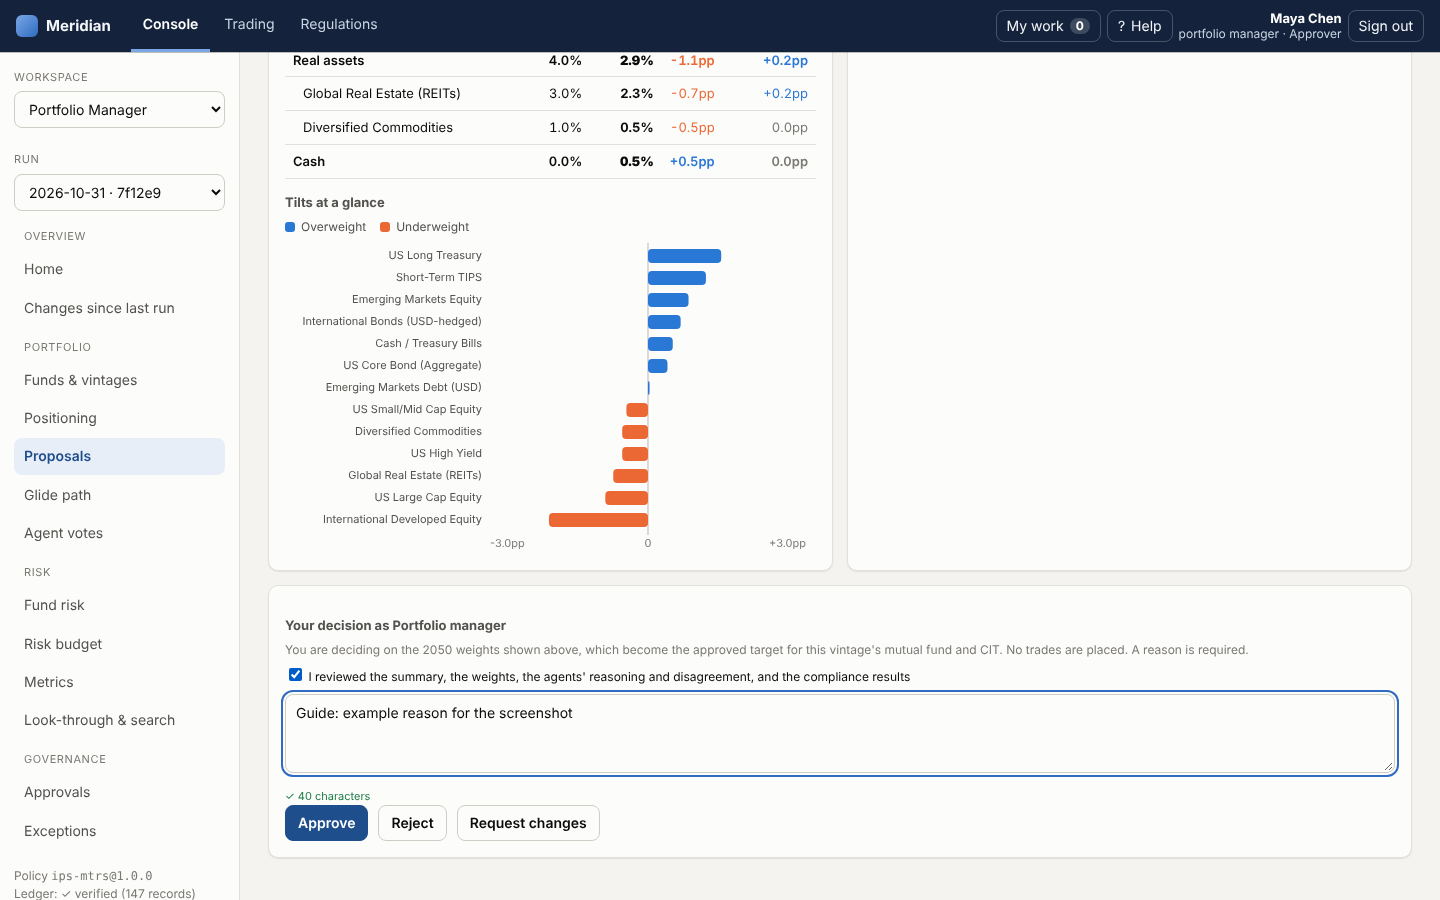 Meridian Console Trading Regulations My work 0 ? Help Maya Chen portfolio manager · Approver Sign out
WORKSPACE
Portfolio Manager
RUN
2026-10-31 · 7f12e9
OVERVIEW
Home
Changes since last run
PORTFOLIO
Funds & vintages
Positioning
Proposals
Glide path
Agent votes
RISK
Fund risk
Risk budget
Metrics
Look-through & search
GOVERNANCE
Approvals
Exceptions
Policy ips-mtrs@1.0.0
Ledger: ✓ verified (147 records)
Real assets 4.0% 2.9% -1.1pp +0.2pp
Global Real Estate (REITs) 3.0% 2.3% -0.7pp +0.2pp
Diversified Commodities 1.0% 0.5% -0.5pp 0.0pp
Cash 0.0% 0.5% +0.5pp 0.0pp
Tilts at a glance
Overweight Underweight
US Long Treasury
Short-Term TIPS
Emerging Markets Equity
International Bonds (USD-hedged)
Cash / Treasury Bills
US Core Bond (Aggregate)
Emerging Markets Debt (USD)
US Small/Mid Cap Equity
Diversified Commodities
US High Yield
Global Real Estate (REITs)
US Large Cap Equity
International Developed Equity
-3.0pp 0 +3.0pp
Your decision as Portfolio manager
You are deciding on the 2050 weights shown above, which become the approved target for this vintage's mutual fund and CIT. No trades are placed. A reason is required.
I reviewed the summary, the weights, the agents' reasoning and disagreement, and the compliance results
Guide: example reason for the screenshot
✓ 40 characters
Approve Reject Request changes